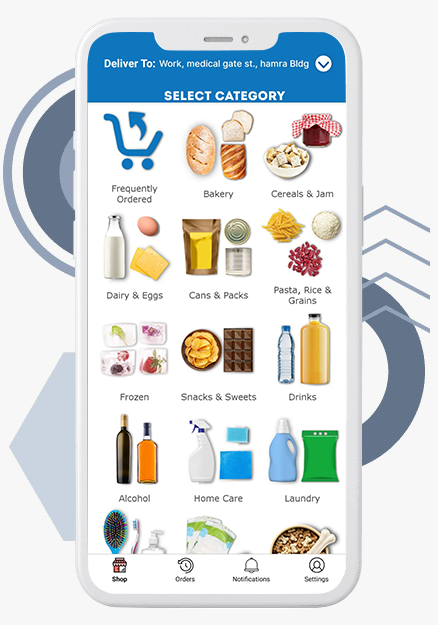 Deliver To: Work, medical gate st., hamra Bldg
SELECT CATEGORY
Frequently
Ordered
Bakery
Cereals & Jam
Dairy & Eggs
Cans & Packs
Pasta, Rice &
Grains
Frozen
Snacks & Sweets
Drinks
Alcohol
Home Care
Laundry
Shop
Orders
Notifications
Settings